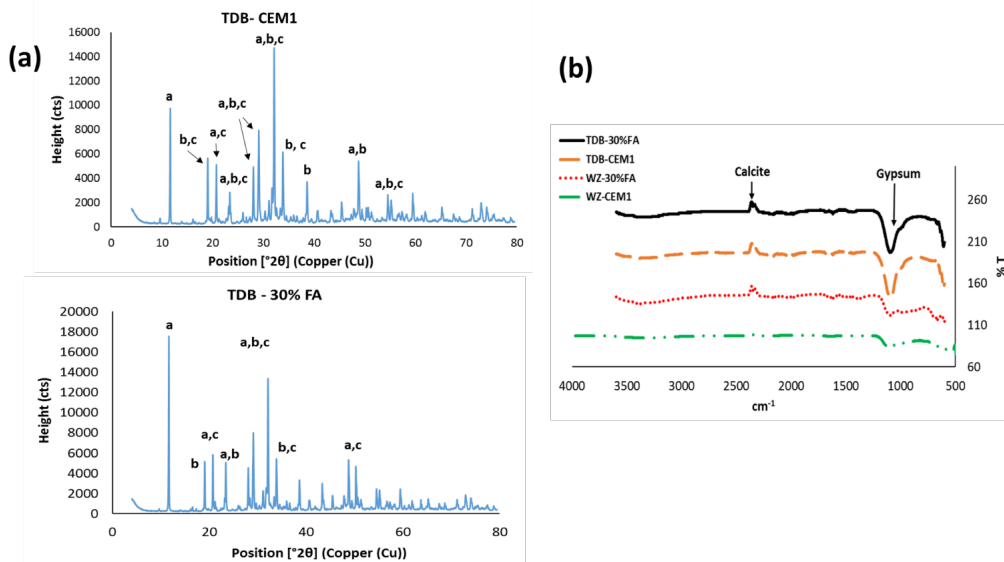 (a)
TDB- CEM1
Height (cts)
16000
14000
12000
10000
8000
6000
4000
2000
0
a
b,c
a,c
a,b,c
a,b,c
a,b,c
b, c
b
a,b
a,b,c
0 10 20 30 40 50 60 70 80
Position [°2θ] (Copper (Cu))
TDB - 30% FA
Height (cts)
20000
18000
16000
14000
12000
10000
8000
6000
4000
2000
0
a
b
a,c
a,b
a,b,c
b,c
a,c
0 20 40 60 80
Position [°2θ] (Copper (Cu))
(b)
TDB-30%FA
TDB-CEM1
WZ-30%FA
WZ-CEM1
Calcite
Gypsum
260
210
160
110
60
% T
4000 3500 3000 2500 2000 1500 1000 500
cm-1